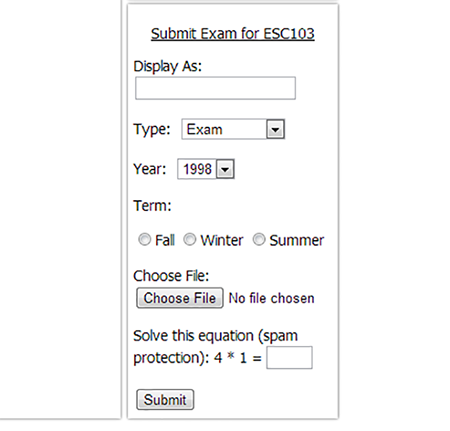 Submit Exam for ESC103
Display As:
Type: Exam
Year: 1998
Term:
Fall Winter Summer
Choose File:
Choose File No file chosen
Solve this equation (spam
protection): 4 * 1 =
Submit